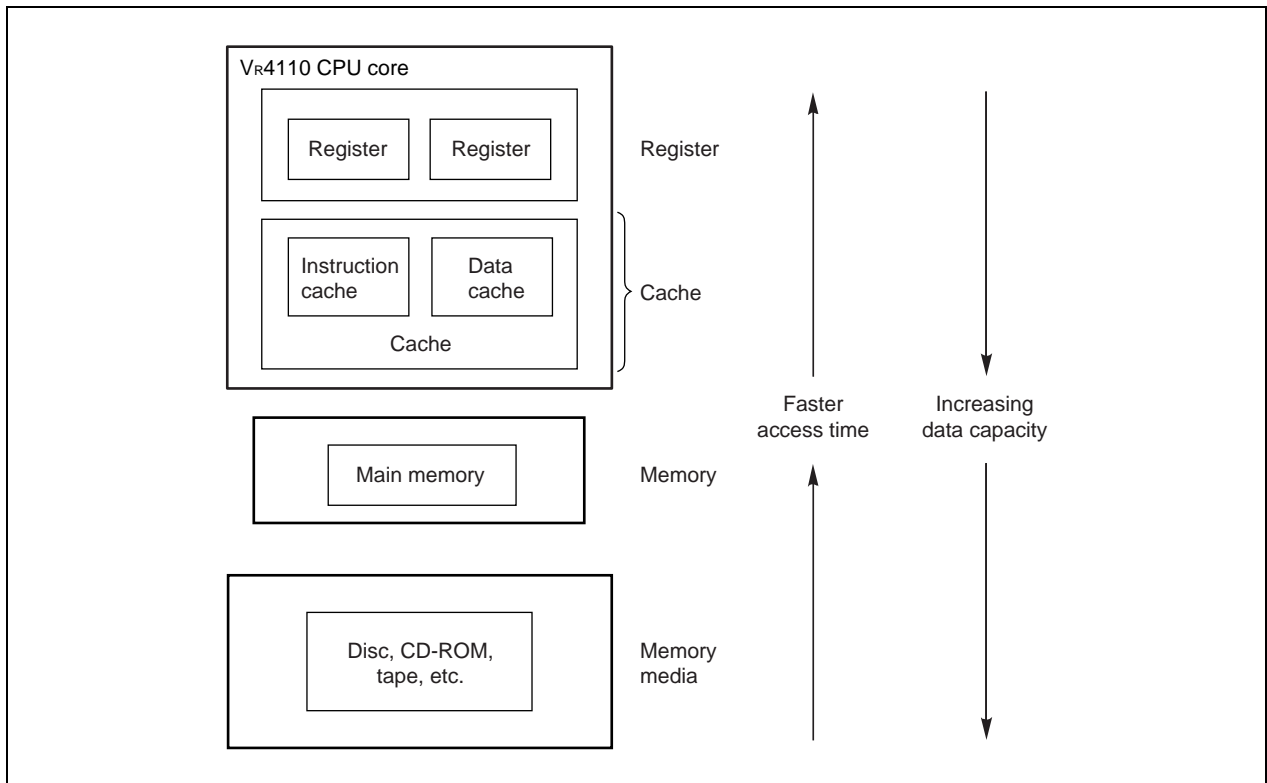 VR4110 CPU core
Register
Register
Register
Instruction
cache
Data
cache
Cache
Cache
Faster
access time
Increasing
data capacity
Main memory
Memory
Disc, CD-ROM,
tape, etc.
Memory
media